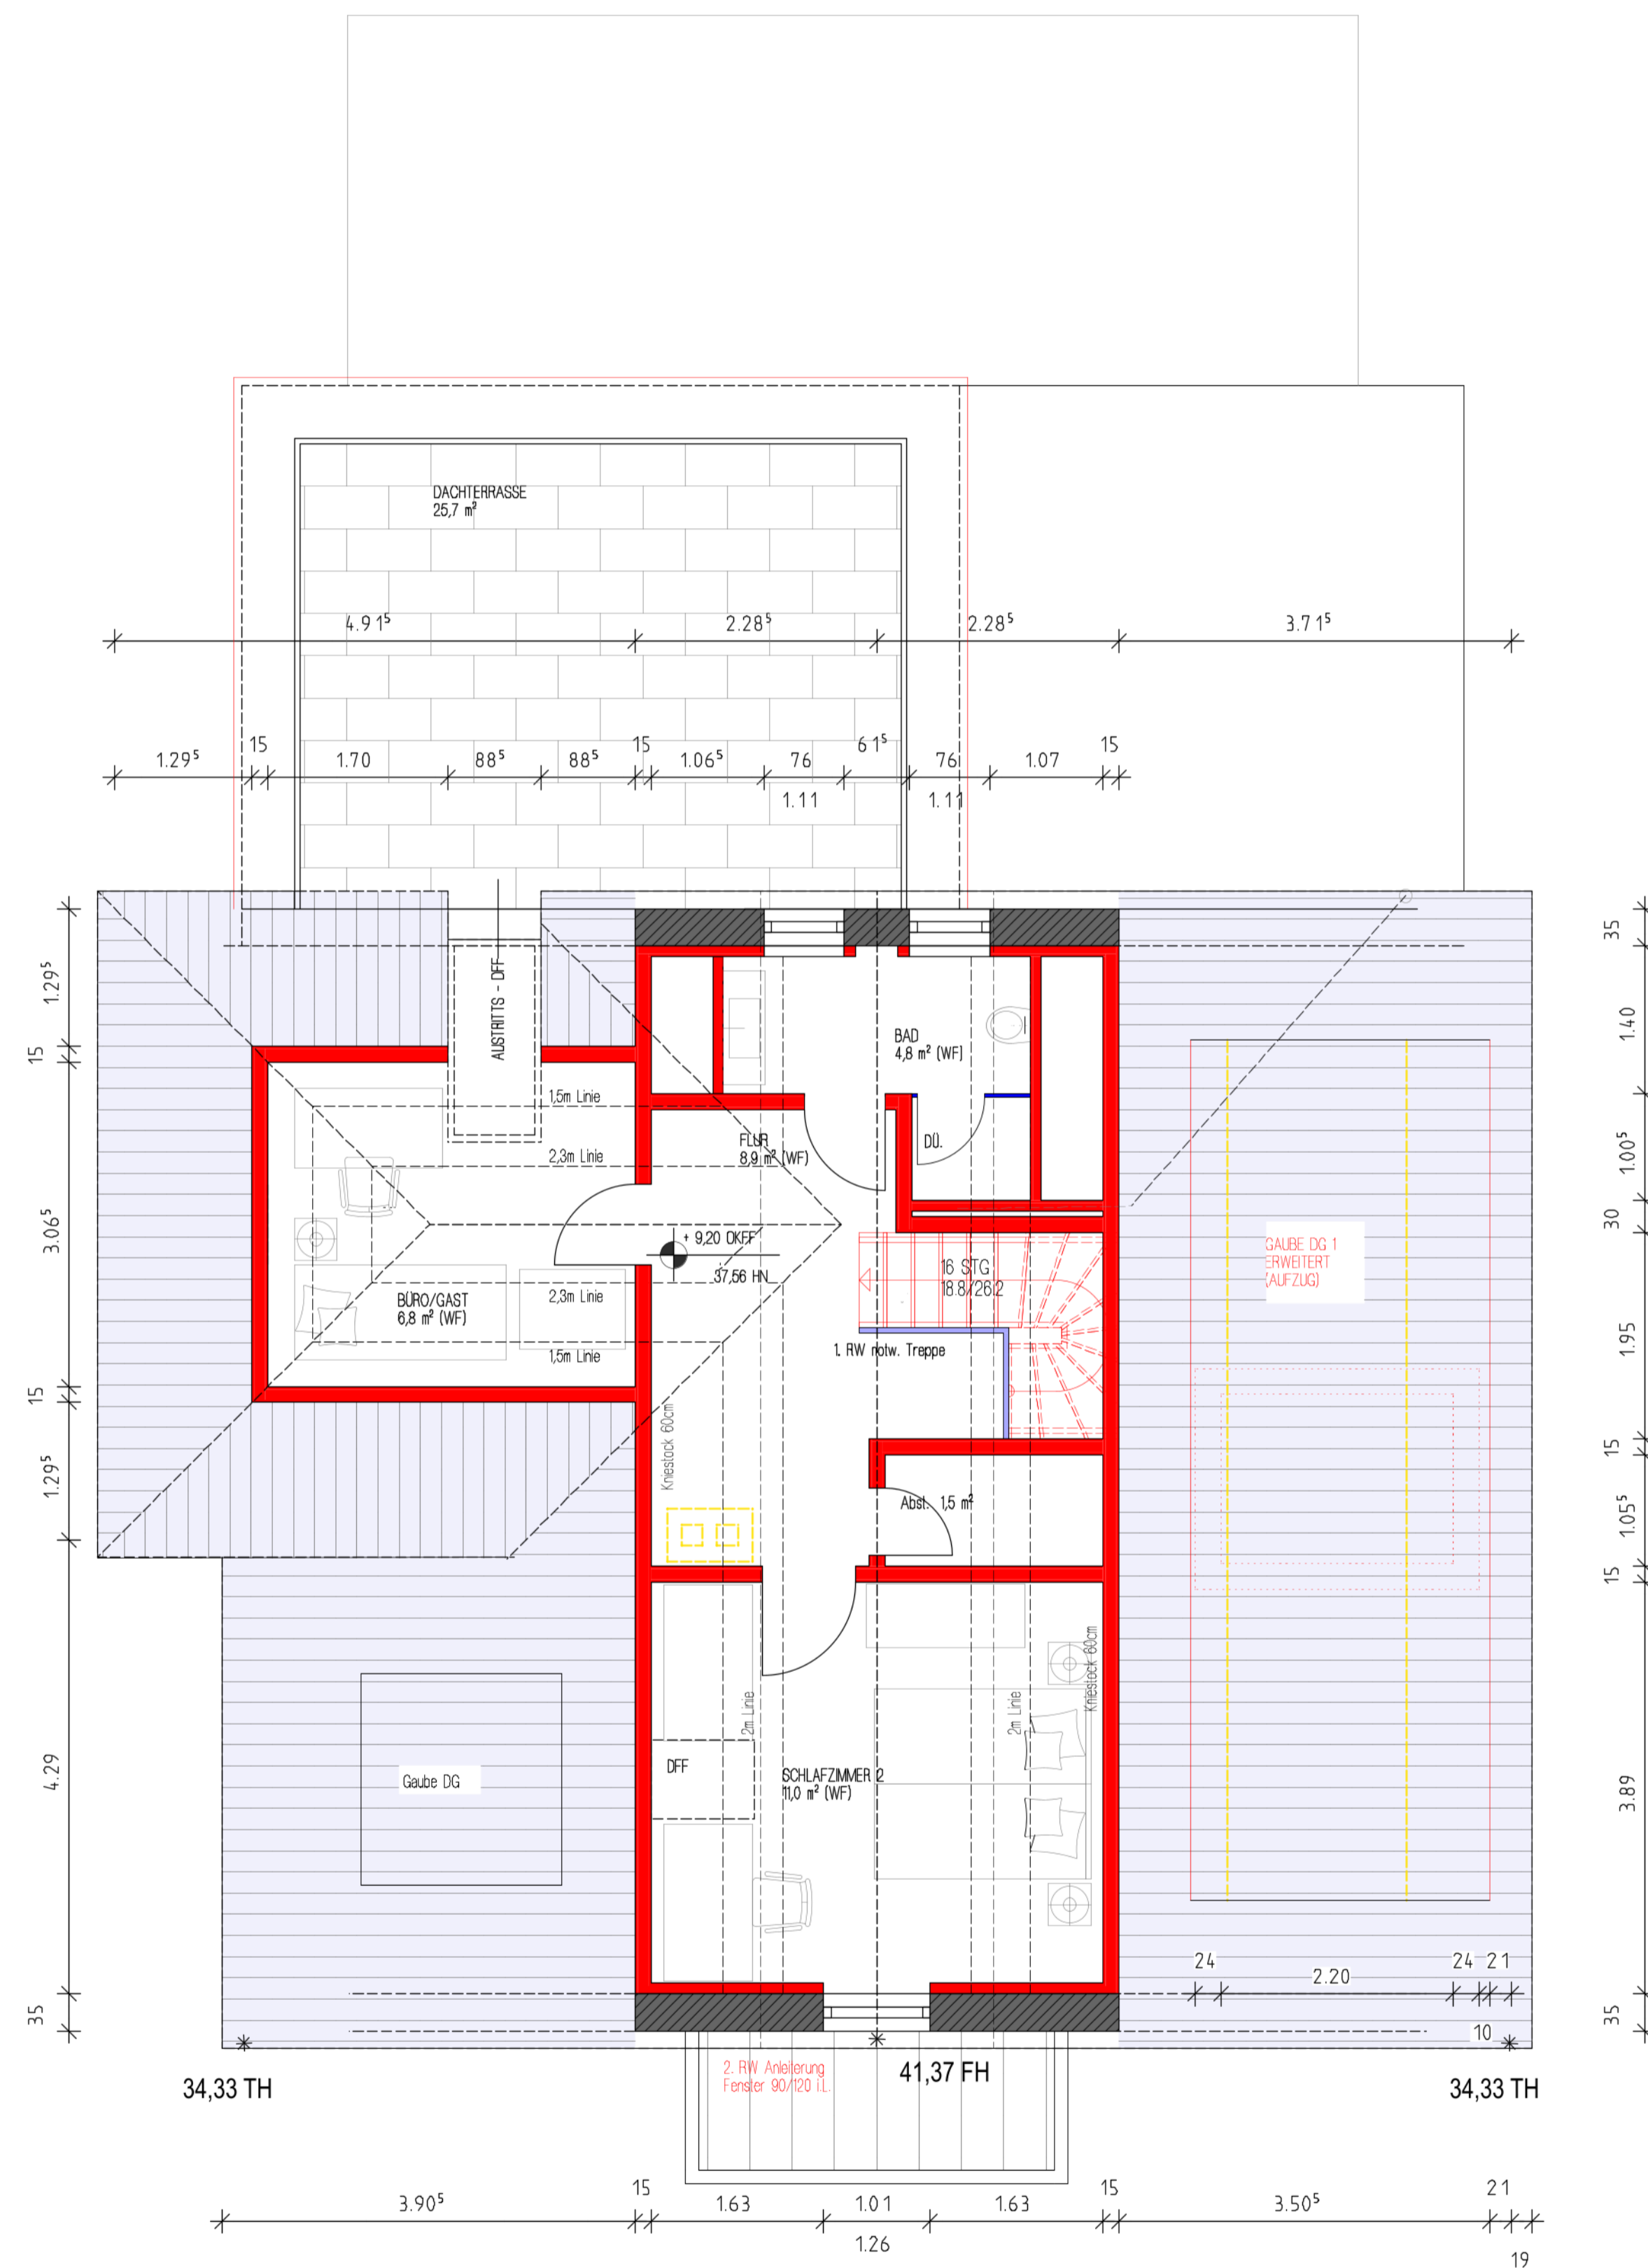 DACHTERRASSE
25,7 m²
4.91⁵
2.28⁵
2.28⁵
3.71⁵
1.29⁵
15
1.70
88⁵
88⁵
15
1.06⁵
76
1.11
61⁵
76
1.11
1.07
15
35
1.29⁵
15
3.06⁵
15
1.29⁵
4.29
35
AUSTRITTS - DFF
1,5m Linie
2,3m Linie
BÜRO/GAST
6,8 m² (WF)
2,3m Linie
1,5m Linie
BAD
4,8 m² (WF)
DÜ.
FLUR
8,9 m² (WF)
+ 9,20 OKFF
37,56 HN
16 STG
18.8/26.2
1. RW notw. Treppe
GAUBE DG 1
ERWEITERT
(AUFZUG)
Kniestock 60cm
Abst. 1,5 m²
2m Linie
2m Linie
Kniestock 60cm
DFF
SCHLAFZIMMER 2
11,0 m² (WF)
Gaube DG
1.40
1.00⁵
30
1.95
15
1.05⁵
15
3.89
35
24
2.20
24
21
10
34,33 TH
2. RW Anleiterung
Fenster 90/120 i.L.
41,37 FH
34,33 TH
3.90⁵
15
1.63
1.01
1.26
1.63
15
3.50⁵
21
19